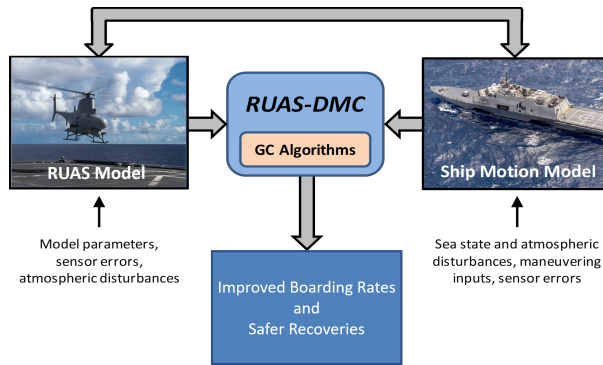 RUAS-DMC
GC Algorithms
RUAS Model
Ship Motion Model
Model parameters,
sensor errors,
atmospheric disturbances
Sea state and atmospheric
disturbances, maneuvering
inputs, sensor errors
Improved Boarding Rates
and
Safer Recoveries